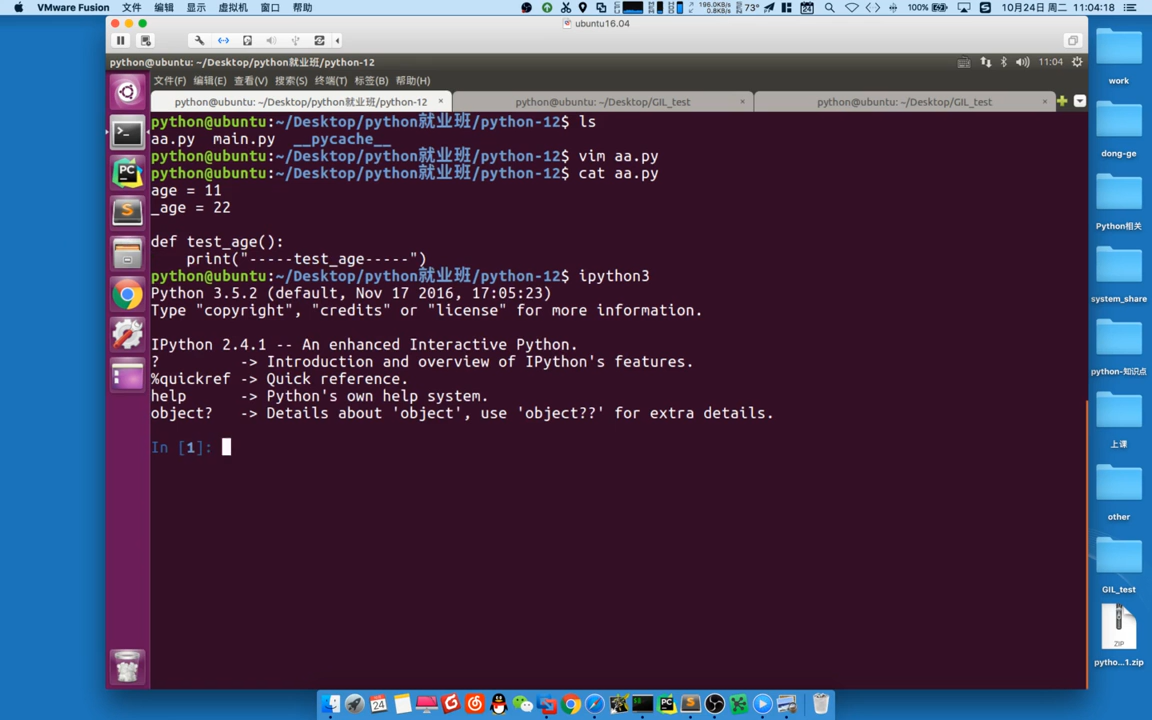 VMware Fusion 文件 编辑 显示 虚拟机 窗口 帮助 196.0KB/s 0.8KB/s 73° 24 100% 10月24日 周二 11:04:18
ubuntu16.04
python@ubuntu: ~/Desktop/python就业班/python-12 11:04
文件(F) 编辑(E) 查看(V) 搜索(S) 终端(T) 标签(B) 帮助(H)
python@ubuntu: ~/Desktop/python就业班/python-12 × python@ubuntu: ~/Desktop/GIL_test × python@ubuntu: ~/Desktop/GIL_test ×
python@ubuntu:~/Desktop/python就业班/python-12$ ls
aa.py  main.py  __pycache__
python@ubuntu:~/Desktop/python就业班/python-12$ vim aa.py
python@ubuntu:~/Desktop/python就业班/python-12$ cat aa.py
age = 11
_age = 22
def test_age():
    print("-----test_age-----")
python@ubuntu:~/Desktop/python就业班/python-12$ ipython3
Python 3.5.2 (default, Nov 17 2016, 17:05:23)
Type "copyright", "credits" or "license" for more information.
IPython 2.4.1 -- An enhanced Interactive Python.
?         -> Introduction and overview of IPython's features.
%quickref -> Quick reference.
help      -> Python's own help system.
object?   -> Details about 'object', use 'object??' for extra details.
In [1]:
work
dong-ge
Python相关
system_share
python-知识点
上课
other
GIL_test
ZIP
pytho...1.zip
PC
24
PC